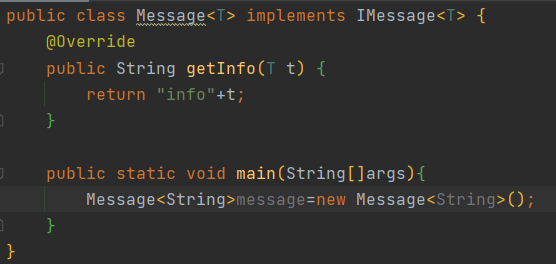 public class Message<T> implements IMessage<T> {
    @Override
    public String getInfo(T t) {
        return "info"+t;
    }

    public static void main(String[]args){
        Message<String>message=new Message<String>();
    }
}